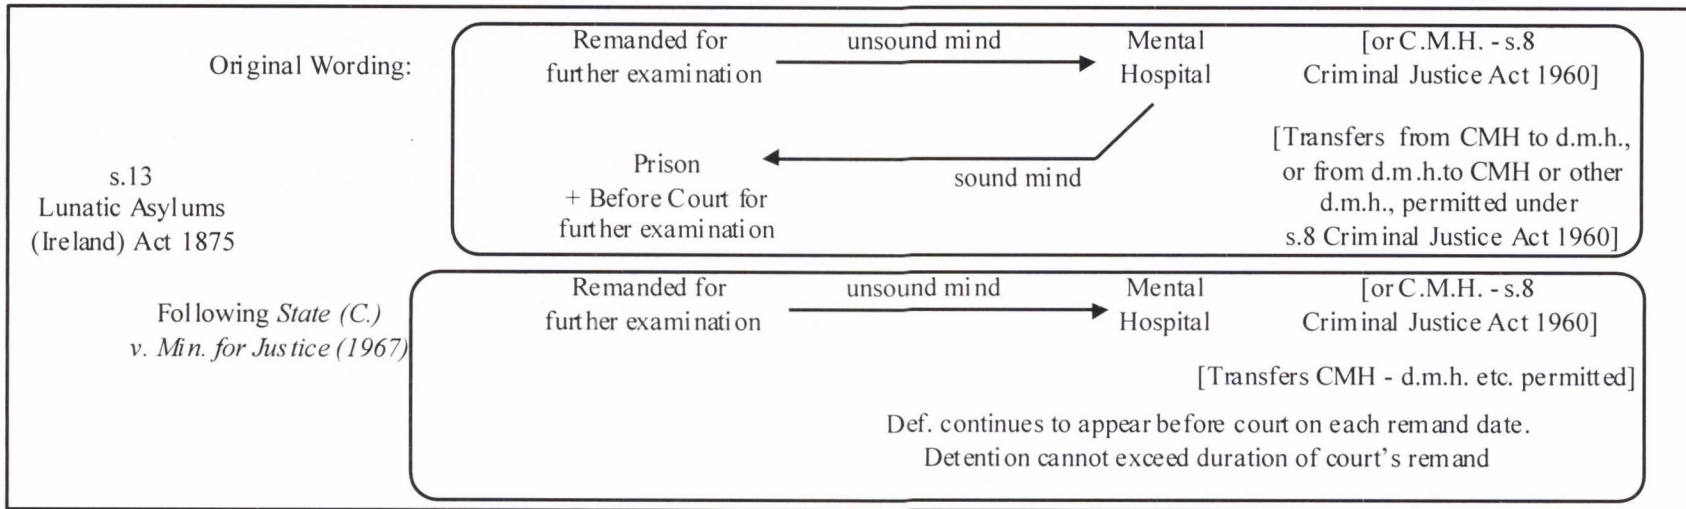 Original Wording:
Remanded for
further examination
unsound mind
Mental
Hospital
[or C.M.H. - s.8
Criminal Justice Act 1960]
s.13
Lunatic Asylums
(Ireland) Act 1875
Prison
+ Before Court for
further examination
sound mind
[Transfers from CMH to d.m.h.,
or from d.m.h.to CMH or other
d.m.h., permitted under
s.8 Criminal Justice Act 1960]
Following State (C.)
v. Min. for Justice (1967)
Remanded for
further examination
unsound mind
Mental
Hospital
[or C.M.H. - s.8
Criminal Justice Act 1960]
[Transfers CMH - d.m.h. etc. permitted]
Def. continues to appear before court on each remand date.
Detention cannot exceed duration of court's remand